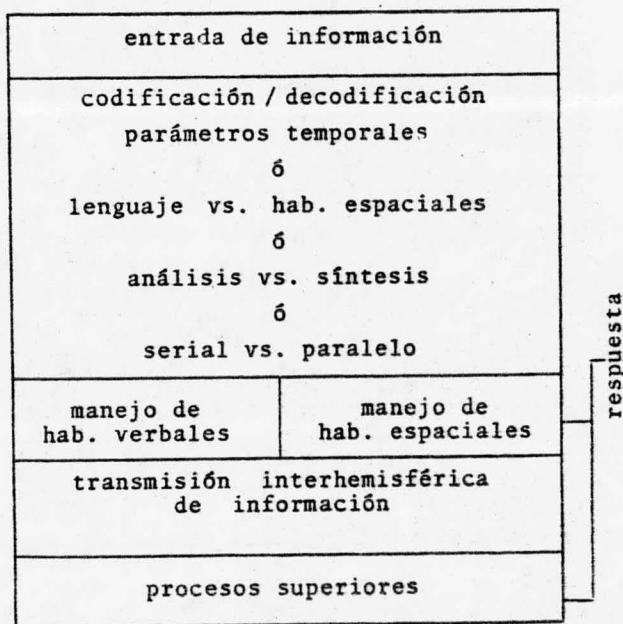 entrada de información
codificación / decodificación
parámetros temporales
ó
lenguaje vs. hab. espaciales
ó
análisis vs. síntesis
ó
serial vs. paralelo
manejo de
hab. verbales
manejo de
hab. espaciales
transmisión interhemisférica
de información
procesos superiores
respuesta